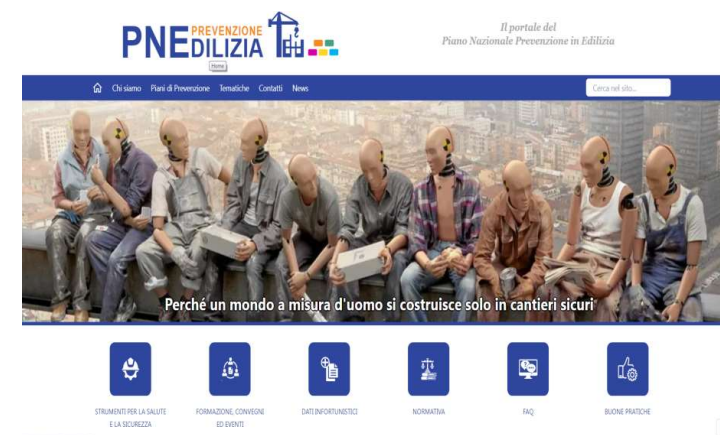 PNE PREVENZIONE
DILIZIA
Home
Il portale del
Piano Nazionale Prevenzione in Edilizia
Chi siamo Piani di Prevenzione Tematiche Contatti News
Cerca nel sito...
Perché un mondo a misura d'uomo si costruisce solo in cantieri sicuri
STRUMENTI PER LA SALUTE
E LA SICUREZZA
FORMAZIONE, CONVEGNI
ED EVENTI
DATI INFORTUNISTICI
NORMATIVA
FAQ
BUONE PRATICHE